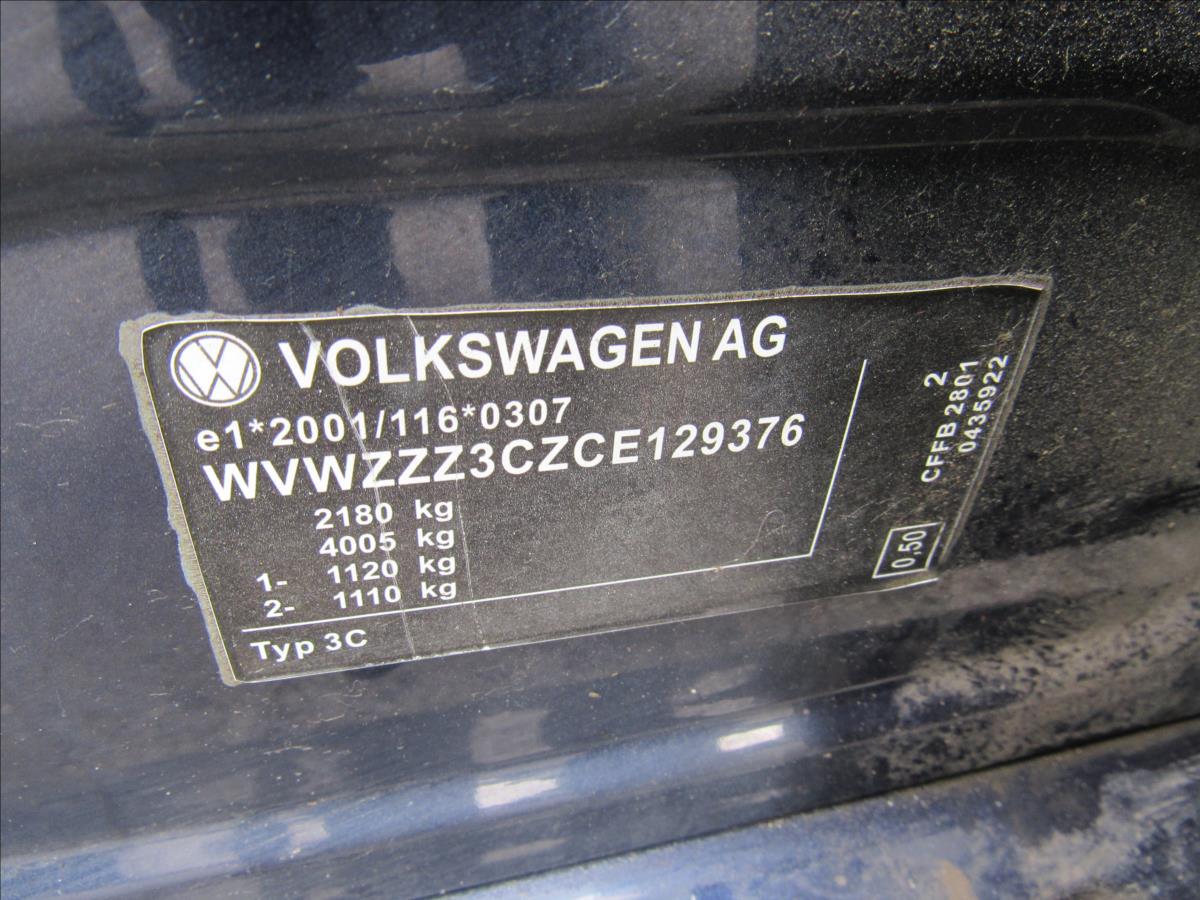 VOLKSWAGEN AG
e1*2001/116*0307
WVWZZZ3CZCE129376
2180 kg
4005 kg
1- 1120 kg
2- 1110 kg
Typ 3C
2
CFFB 2801
0435922
0,50